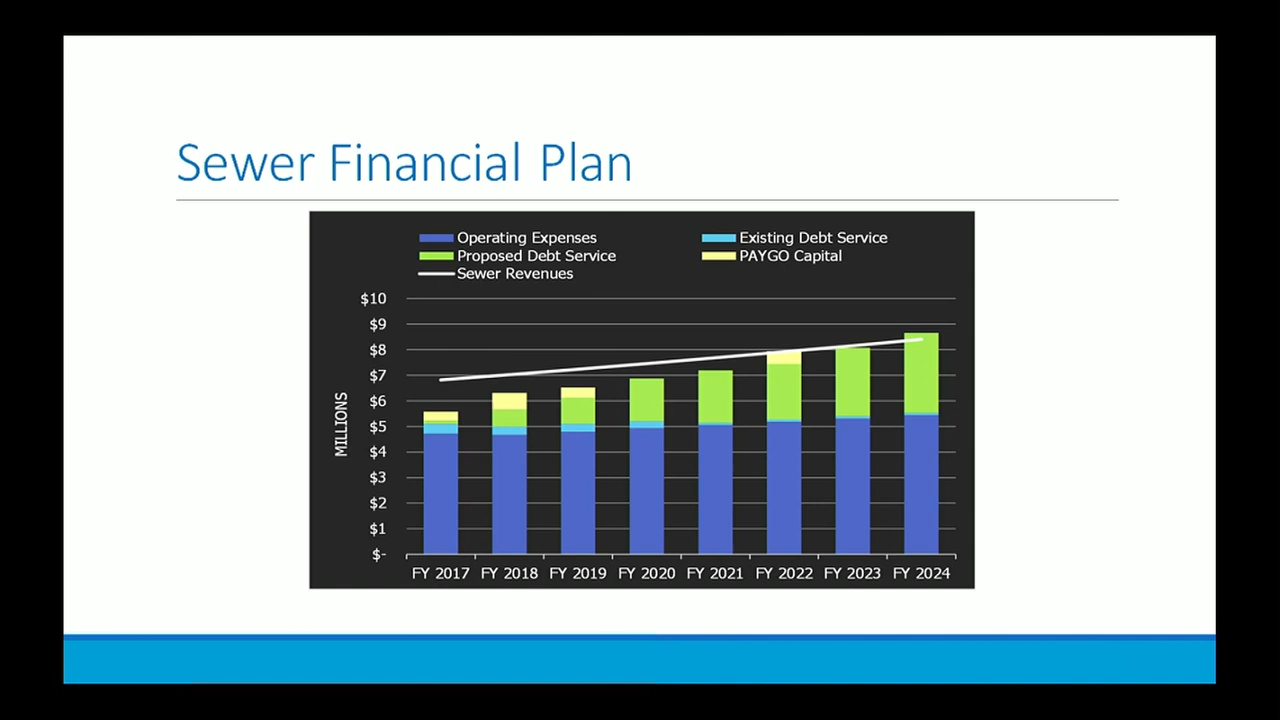 Sewer Financial Plan
Operating Expenses
Existing Debt Service
Proposed Debt Service
PAYGO Capital
Sewer Revenues
$10
$9
$8
$7
$6
$5
$4
$3
$2
$1
$-
MILLIONS
FY 2017 FY 2018 FY 2019 FY 2020 FY 2021 FY 2022 FY 2023 FY 2024